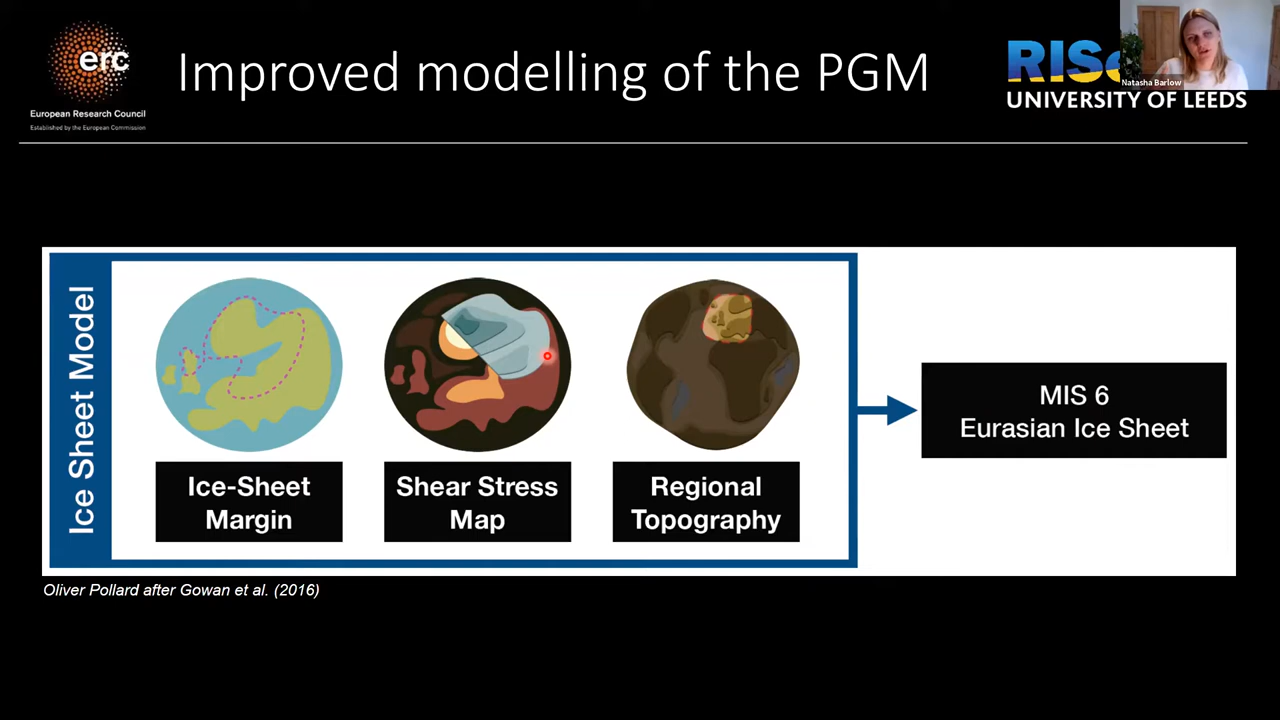 erc
European Research Council
Established by the European Commission
Improved modelling of the PGM
RISe
UNIVERSITY OF LEEDS
Natasha Barlow
Ice Sheet Model
Ice-Sheet
Margin
Shear Stress
Map
Regional
Topography
MIS 6
Eurasian Ice Sheet
Oliver Pollard after Gowan et al. (2016)